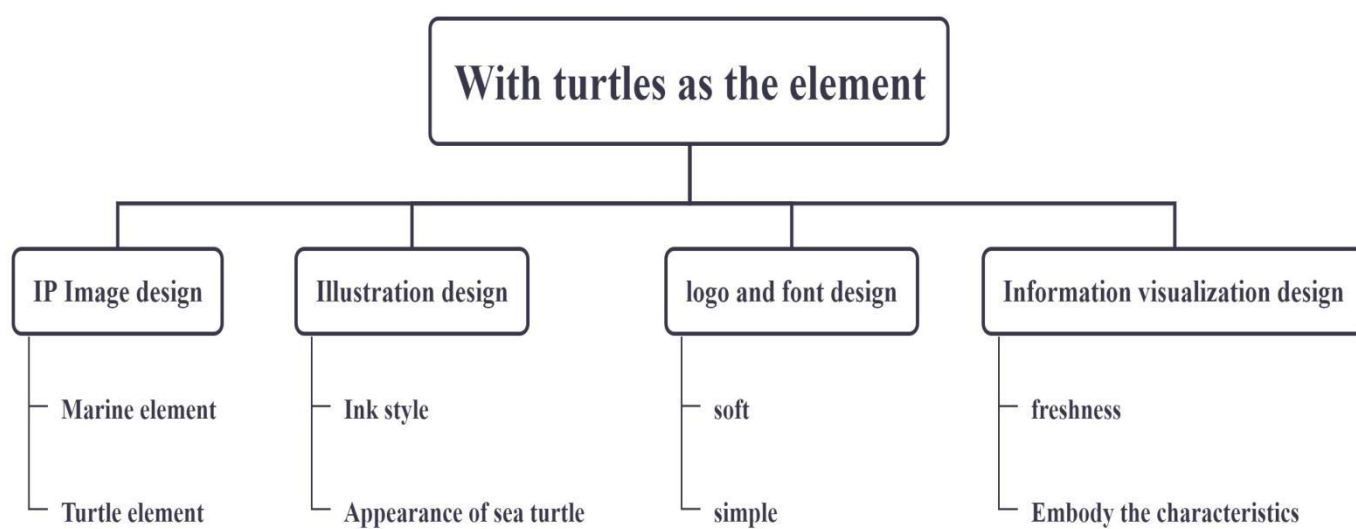 With turtles as the element
IP Image design
Illustration design
logo and font design
Information visualization design
Marine element
Ink style
soft
freshness
Turtle element
Appearance of sea turtle
simple
Embody the characteristics